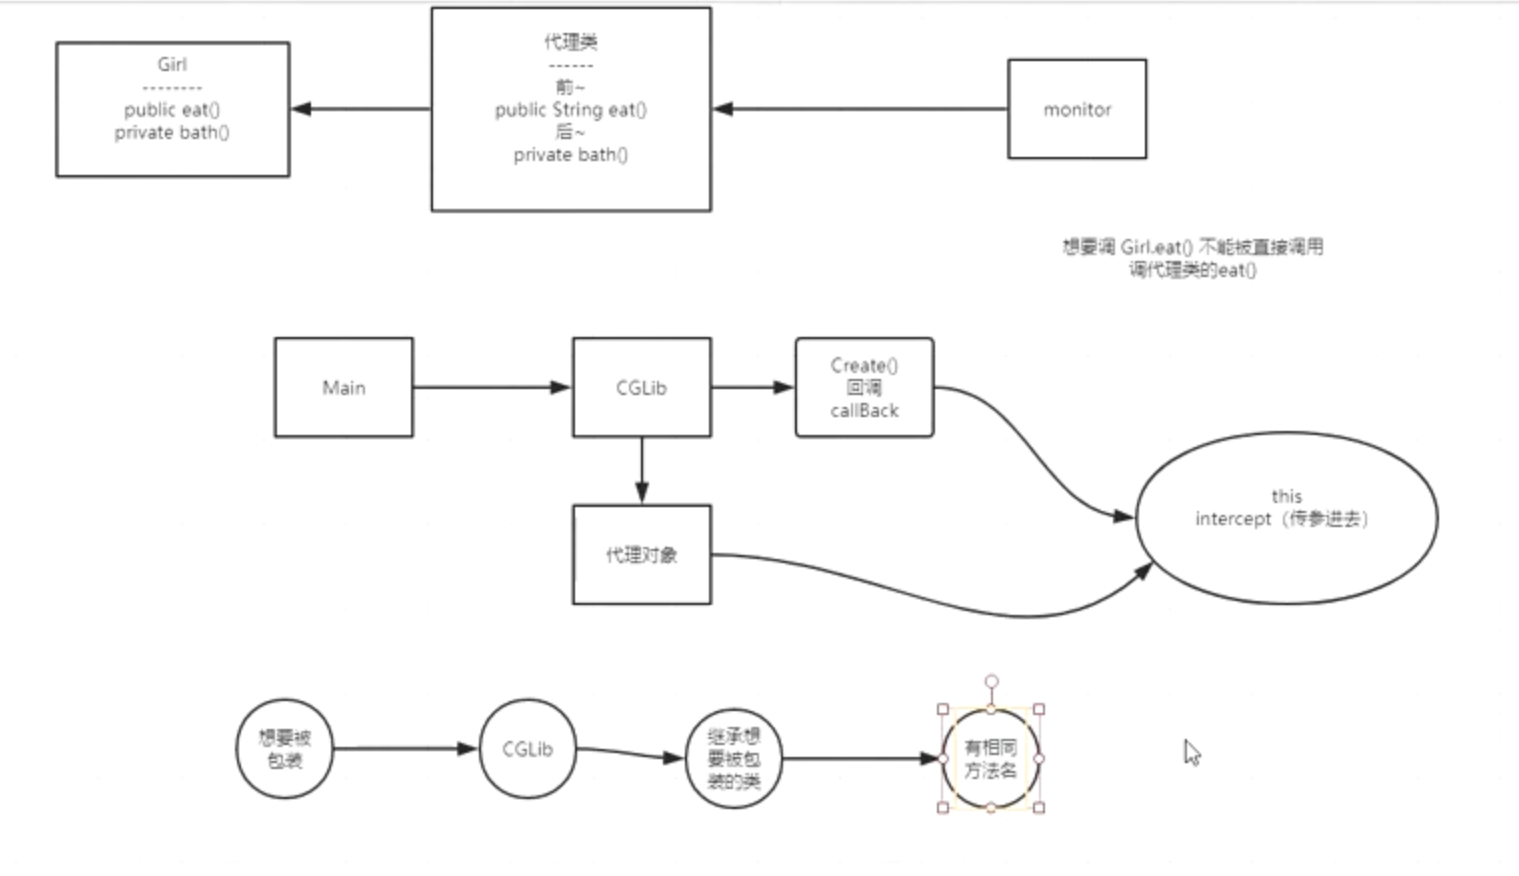 Girl
--------
public eat()
private bath()
代理类
------
前~
public String eat()
后~
private bath()
monitor
想要调 Girl.eat() 不能被直接调用
调代理类的eat()
Main
CGLib
Create()
回调
callBack
this
intercept（传参进去）
代理对象
想要被
包装
CGLib
继承想
要被包
装的类
有相同
方法名